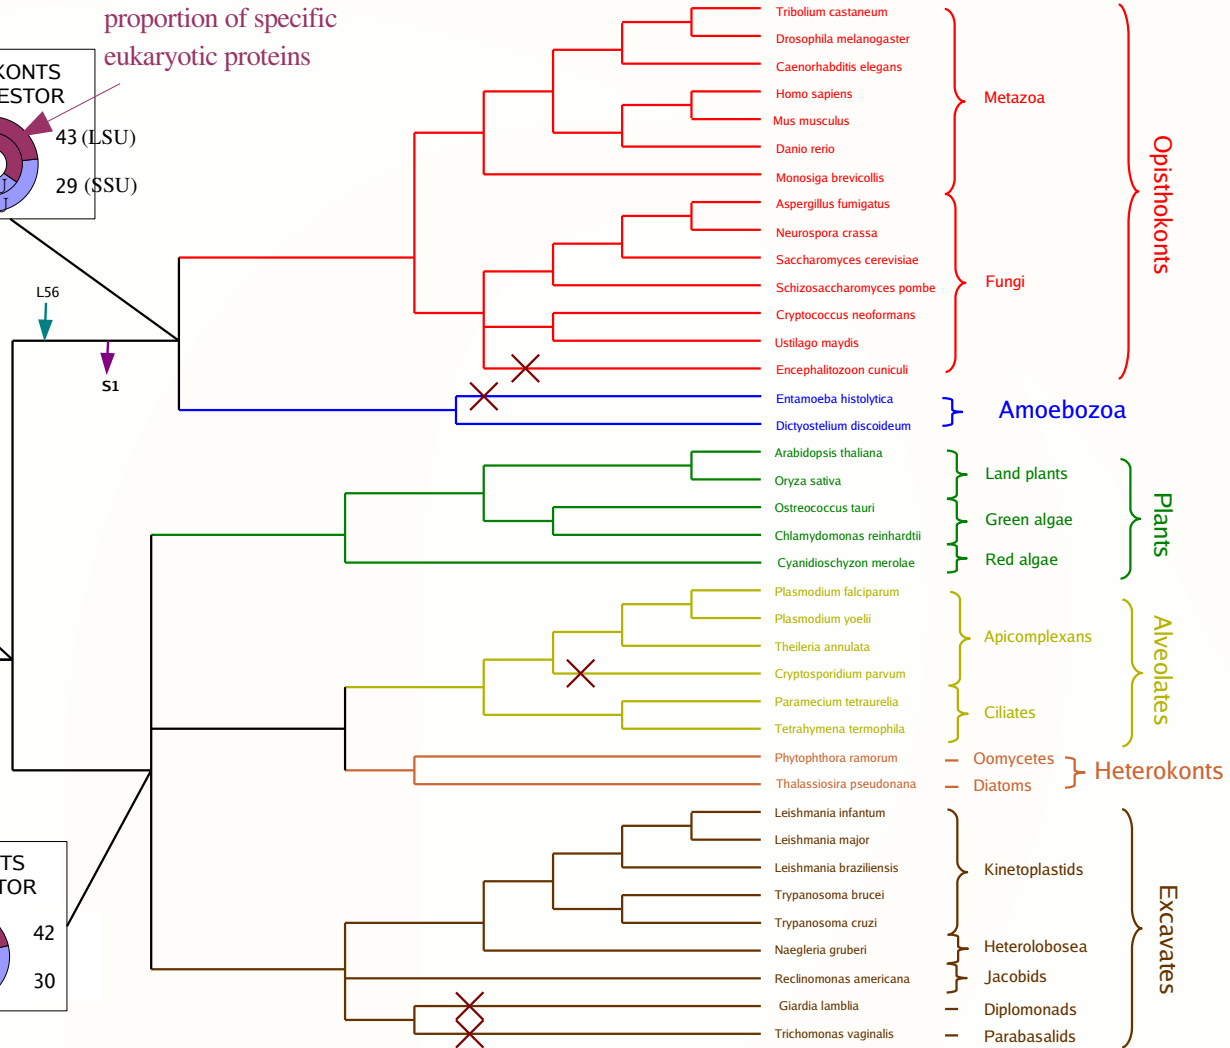 proportion of specific
eukaryotic proteins
KONTS
ESTOR
43 (LSU)
29 (SSU)
U
U
L56
S1
Tribolium castaneum
Drosophila melanogaster
Caenorhabditis elegans
Homo sapiens
Mus musculus
Danio rerio
Monosiga brevicollis
Metazoa
Aspergillus fumigatus
Neurospora crassa
Saccharomyces cerevisiae
Schizosaccharomyces pombe
Cryptococcus neoformans
Ustilago maydis
Encephalitozoon cuniculi
Fungi
Opisthokonts
Entamoeba histolytica
Dictyostelium discoideum
Amoebozoa
Arabidopsis thaliana
Oryza sativa
Land plants
Ostreococcus tauri
Chlamydomonas reinhardtii
Green algae
Cyanidioschyzon merolae
Red algae
Plants
Plasmodium falciparum
Plasmodium yoelii
Theileria annulata
Cryptosporidium parvum
Apicomplexans
Paramecium tetraurelia
Tetrahymena termophila
Ciliates
Alveolates
Phytophthora ramorum
Oomycetes
Thalassiosira pseudonana
Diatoms
Heterokonts
Leishmania infantum
Leishmania major
Leishmania braziliensis
Trypanosoma brucei
Trypanosoma cruzi
Kinetoplastids
Naegleria gruberi
Heterolobosea
Reclinomonas americana
Jacobids
Giardia lamblia
Diplomonads
Trichomonas vaginalis
Parabasalids
Excavates
TS
TOR
42
30